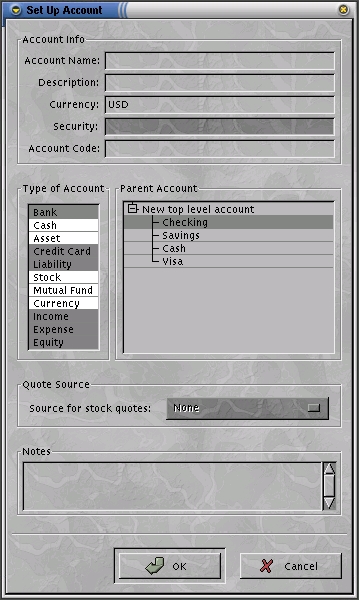 Set Up Account
Account Info
Account Name:
Description:
Currency: USD
Security:
Account Code:
Type of Account
Bank
Cash
Asset
Credit Card
Liability
Stock
Mutual Fund
Currency
Income
Expense
Equity
Parent Account
New top level account
Checking
Savings
Cash
Visa
Quote Source
Source for stock quotes: None
Notes
OK Cancel